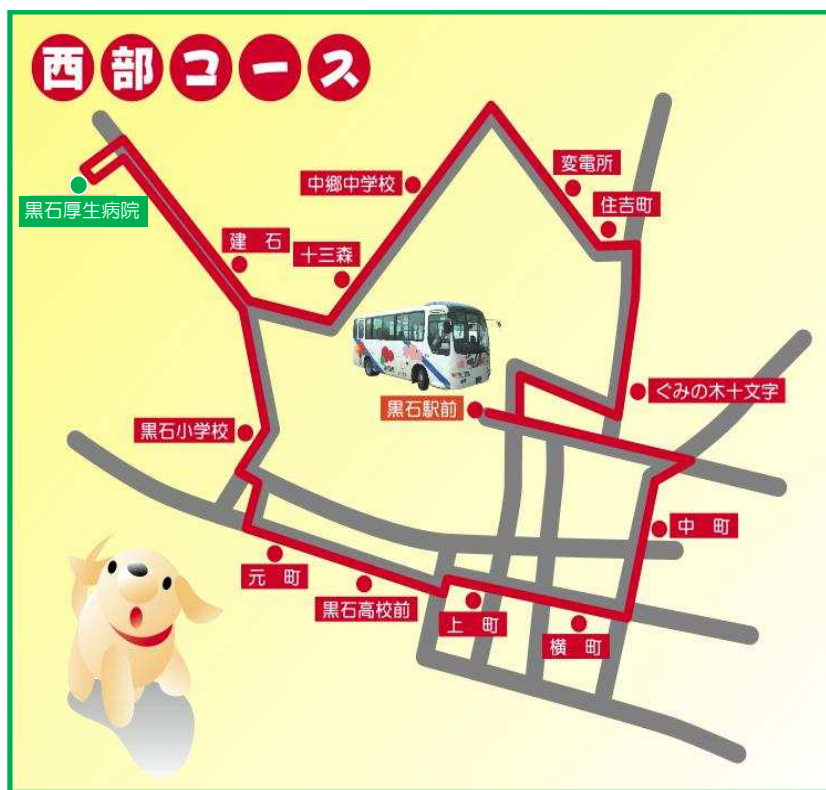 西部コース
変電所
中郷中学校
住吉町
黒石厚生病院
建 石
十三森
ぐみの木十文字
黒石駅前
黒石小学校
中 町
元 町
黒石高校前
上 町
横 町